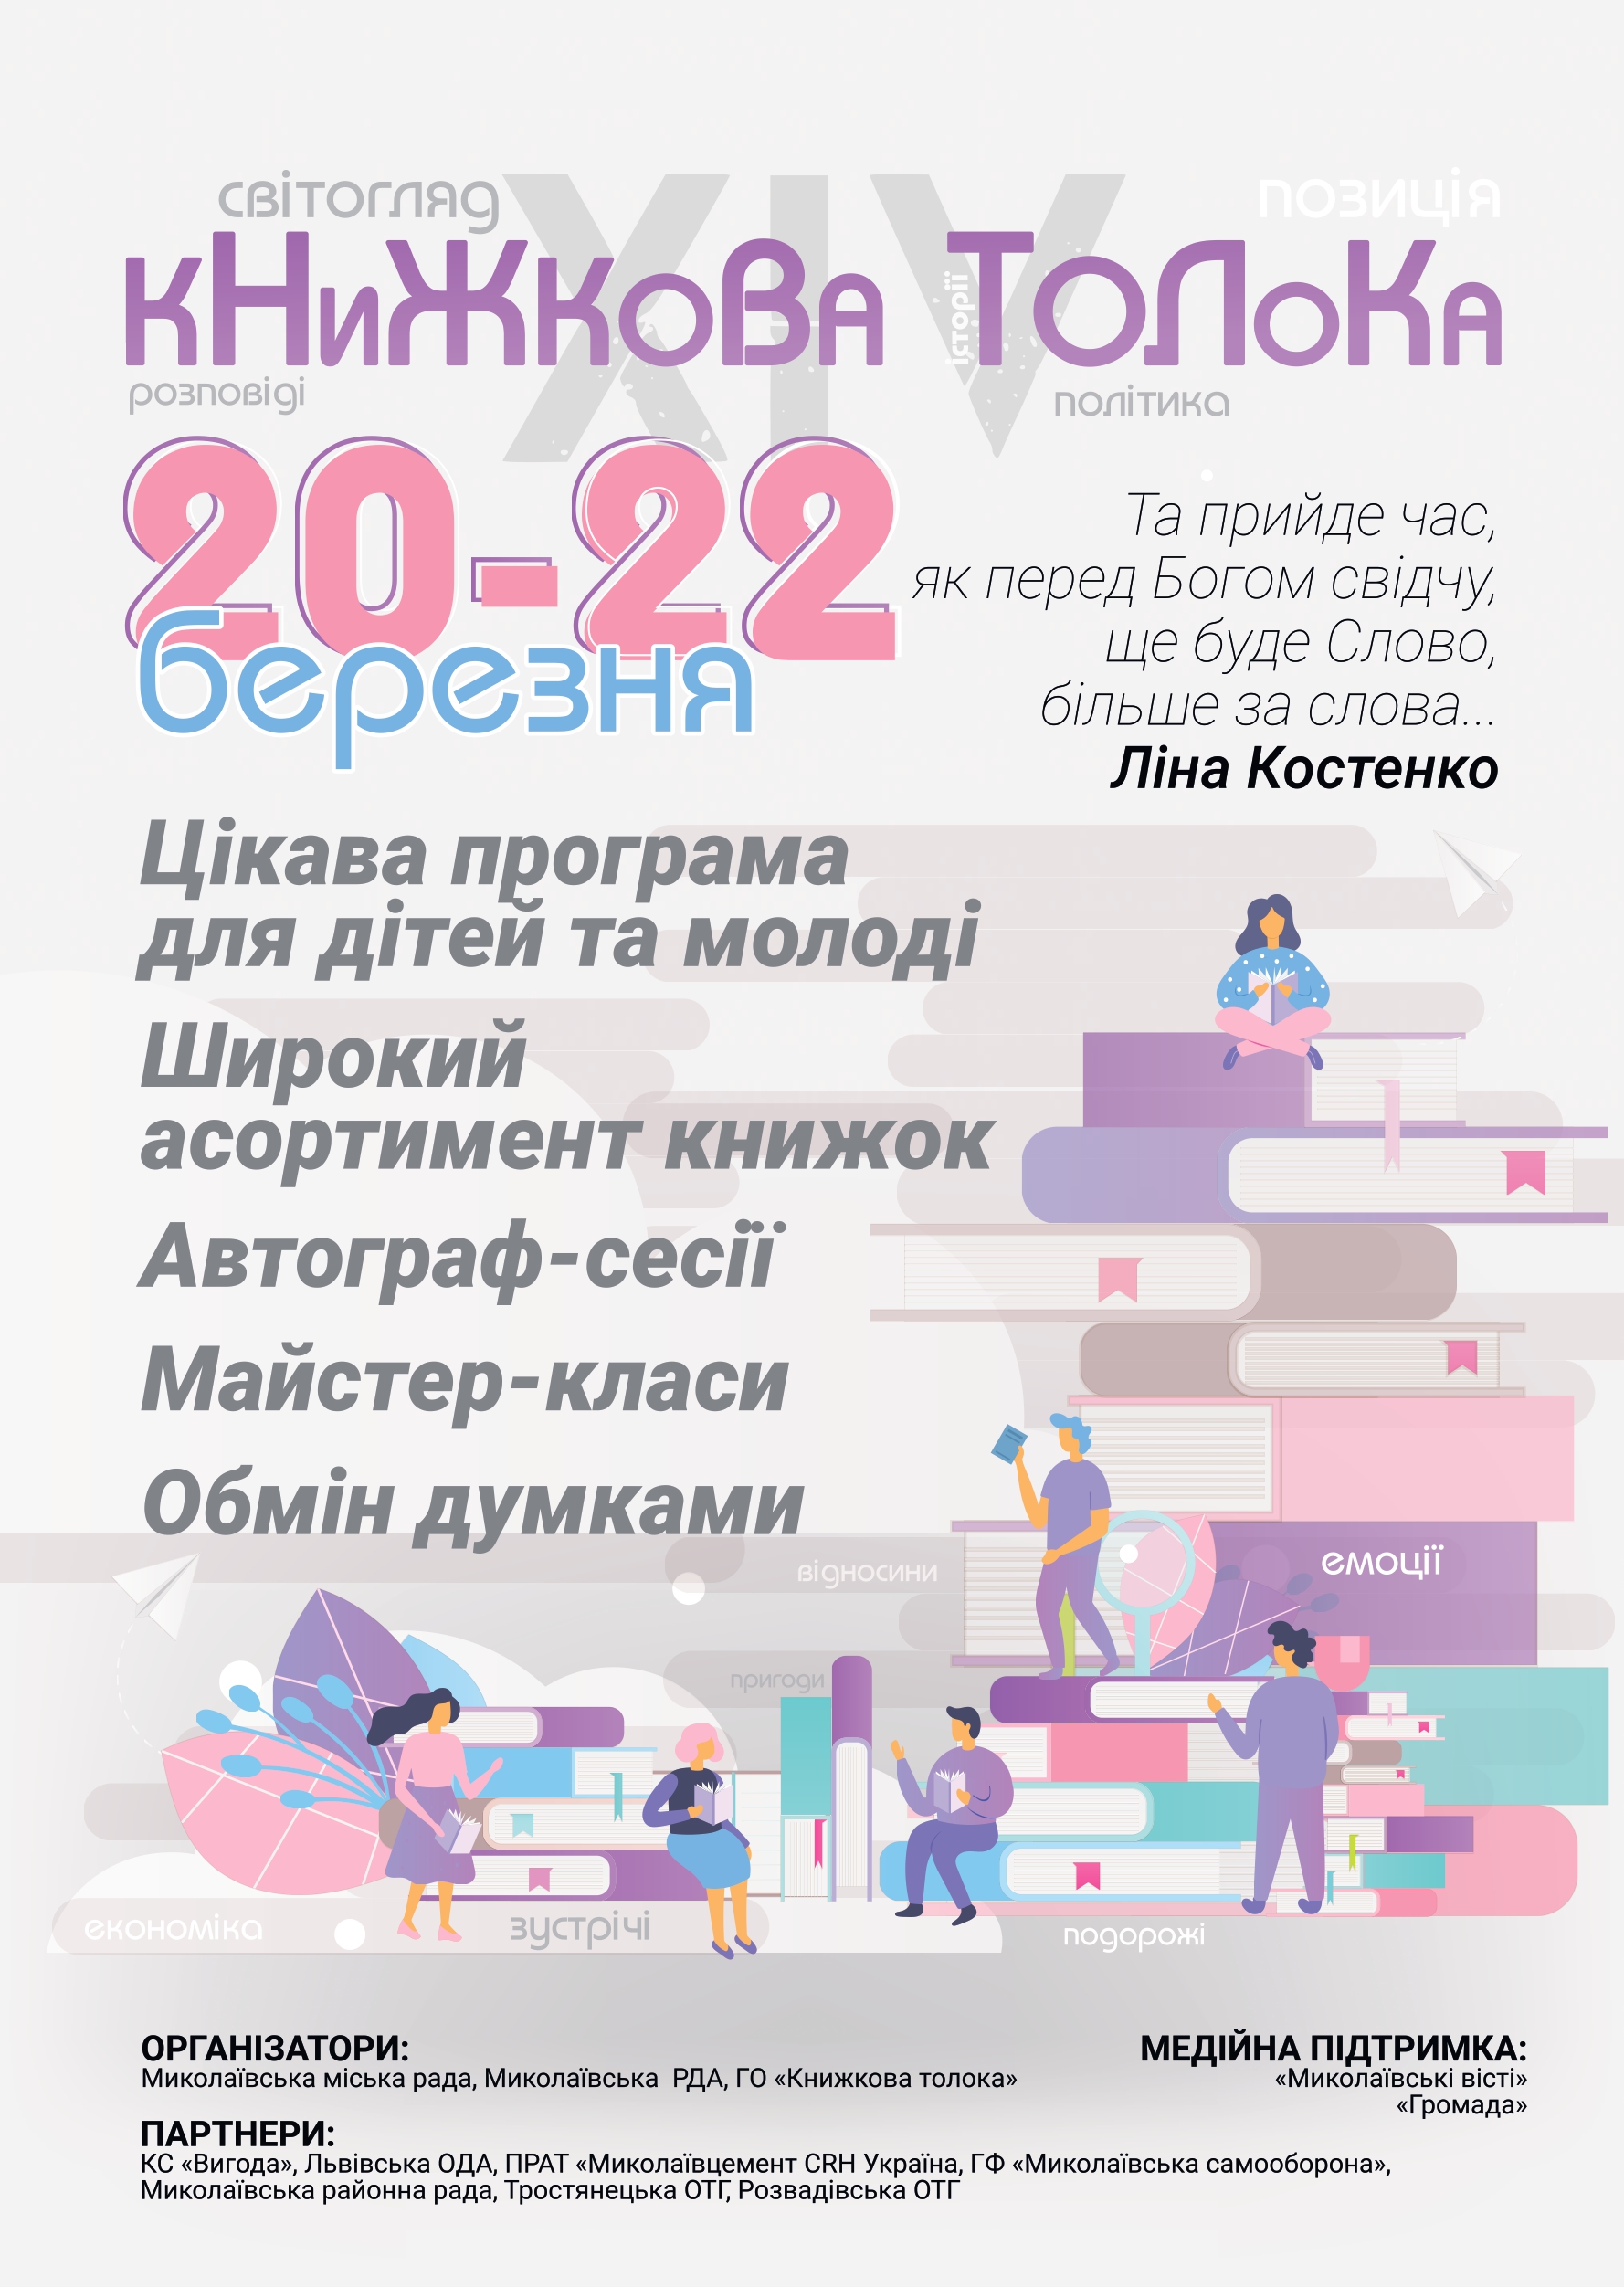 світогляд
XIV
позиція
книжкова толока
історії
розповіді
політика
20-22
березня
Та прийде час,
як перед Богом свідчу,
ще буде Слово,
більше за слова...
Ліна Костенко
Цікава програма
для дітей та молоді
Широкий
асортимент книжок
Автограф-сесії
Майстер-класи
Обмін думками
відносини
емоції
пригоди
економіка
зустрічі
подорожі
ОРГАНІЗАТОРИ:
Миколаївська міська рада, Миколаївська РДА, ГО «Книжкова толока»
МЕДІЙНА ПІДТРИМКА:
«Миколаївські вісті»
«Громада»
ПАРТНЕРИ:
КС «Вигода», Львівська ОДА, ПРАТ «Миколаївцемент CRH Україна, ГФ «Миколаївська самооборона»,
Миколаївська районна рада, Тростянецька ОТГ, Розвадівська ОТГ